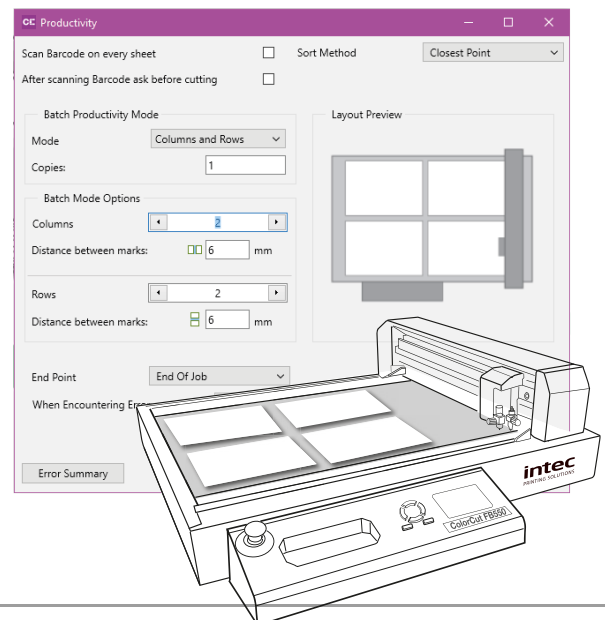 CC Productivity
Scan Barcode on every sheet
Sort Method
Closest Point
After scanning Barcode ask before cutting
Batch Productivity Mode
Layout Preview
Mode
Columns and Rows
Copies:
1
Batch Mode Options
Columns
2
Distance between marks:
6
mm
Rows
2
Distance between marks:
6
mm
End Point
End Of Job
When Encountering
Error Summary
intec
PRINTING SOLUTIONS
ColorCut FB550